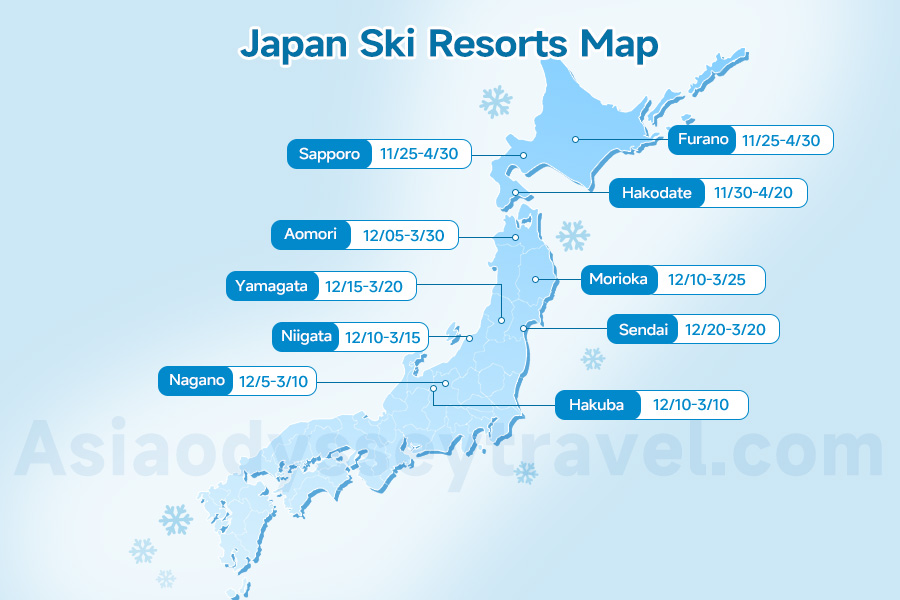 Japan Ski Resorts Map
Furano 11/25-4/30
Sapporo 11/25-4/30
Hakodate 11/30-4/20
Aomori 12/05-3/30
Morioka 12/10-3/25
Yamagata 12/15-3/20
Sendai 12/20-3/20
Niigata 12/10-3/15
Nagano 12/5-3/10
Hakuba 12/10-3/10
Asiaodysseytravel.com